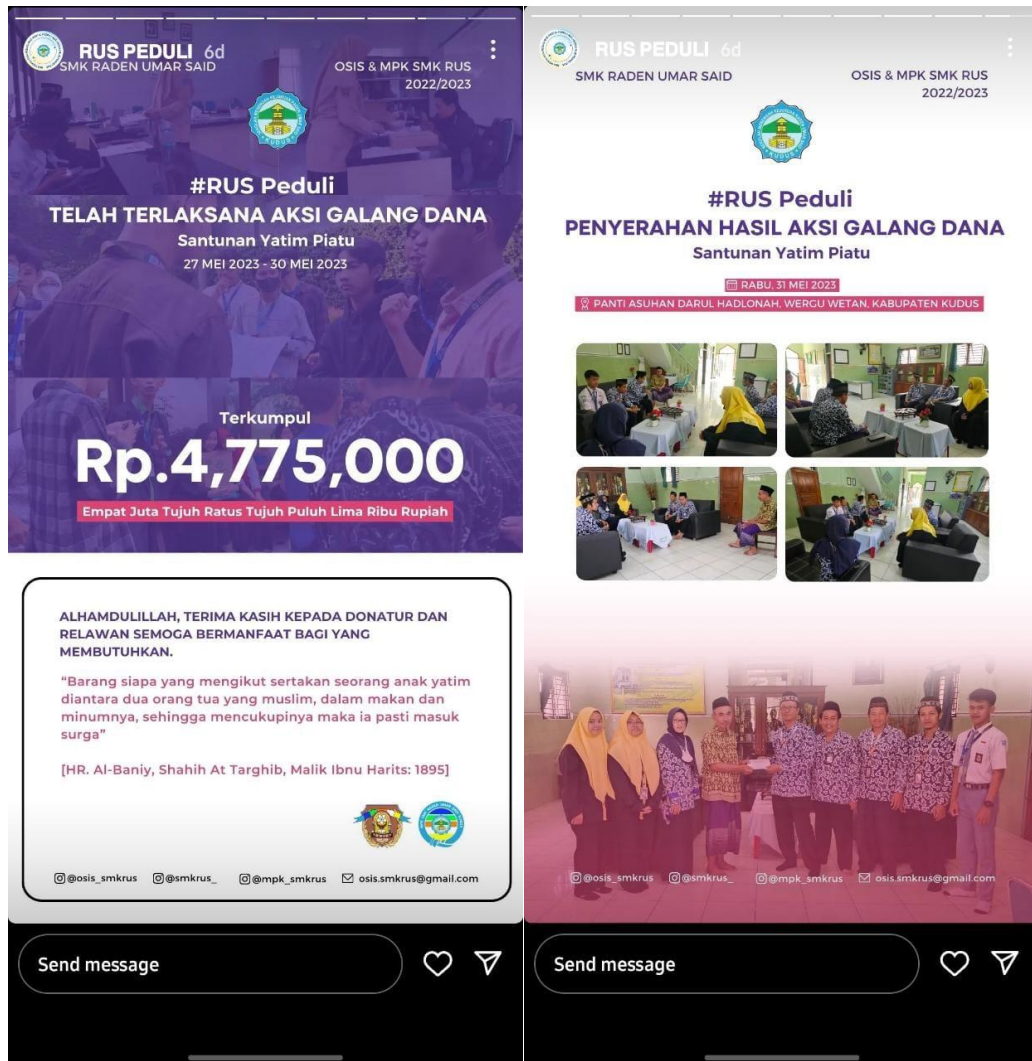 RUS PEDULI 6d
SMK RADEN UMAR SAID
OSIS & MPK SMK RUS
2022/2023
KUDUS
#RUS Peduli
TELAH TERLAKSANA AKSI GALANG DANA
Santunan Yatim Piatu
27 MEI 2023 - 30 MEI 2023
Terkumpul
Rp.4,775,000
Empat Juta Tujuh Ratus Tujuh Puluh Lima Ribu Rupiah
ALHAMDULILLAH, TERIMA KASIH KEPADA DONATUR DAN
RELAWAN SEMOGA BERMANFAAT BAGI YANG
MEMBUTUHKAN.
“Barang siapa yang mengikut sertakan seorang anak yatim
diantara dua orang tua yang muslim, dalam makan dan
minumnya, sehingga mencukupinya maka ia pasti masuk
surga”
[HR. Al-Baniy, Shahih At Targhib, Malik Ibnu Harits: 1895]
@osis_smkrus @smkrus_ @mpk_smkrus osis.smkrus@gmail.com
Send message
RUS PEDULI 6d
SMK RADEN UMAR SAID
OSIS & MPK SMK RUS
2022/2023
KUDUS
#RUS Peduli
PENYERAHAN HASIL AKSI GALANG DANA
Santunan Yatim Piatu
RABU, 31 MEI 2023
PANTI ASUHAN DARUL HADLONAH, WERGU WETAN, KABUPATEN KUDUS
@osis_smkrus @smkrus_ @mpk_smkrus osis.smkrus@gmail.com
Send message